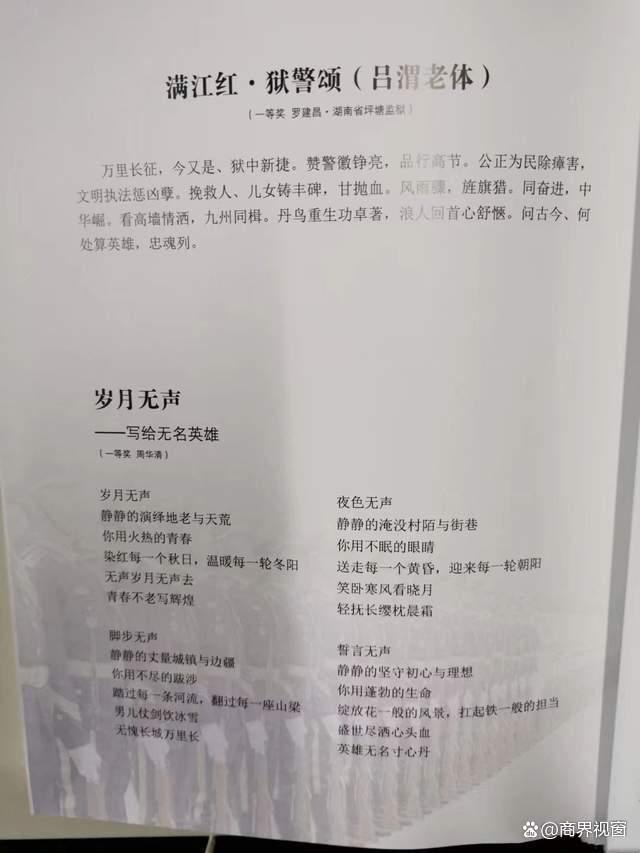 满江红·狱警颂（吕渭老体）
（一等奖 罗建昌·湖南省坪塘监狱）
万里长征，今又是、狱中新捷。赞警徽铮亮，品行高节。公正为民除瘴害，
文明执法惩凶孽。挽救人、儿女铸丰碑，甘抛血。风雨骤，旌旗猎。同奋进，中
华崛。看高墙情洒，九州同楫。丹鸟重生功卓著，浪人回首心舒惬。问古今、何
处算英雄，忠魂列。
岁月无声
——写给无名英雄
（一等奖 周华清）
岁月无声
静静的演绎地老与天荒
你用火热的青春
染红每一个秋日，温暖每一轮冬阳
无声岁月无声去
青春不老写辉煌
脚步无声
静静的丈量城镇与边疆
你用不尽的跋涉
踏过每一条河流，翻过每一座山梁
男儿仗剑饮冰雪
无愧长城万里长
夜色无声
静静的淹没村陌与街巷
你用不眠的眼睛
送走每一个黄昏，迎来每一轮朝阳
笑卧寒风看晓月
轻抚长缨枕晨霜
誓言无声
静静的坚守初心与理想
你用蓬勃的生命
绽放花一般的风景，扛起铁一般的担当
盛世尽洒心头血
英雄无名寸心丹
@商界视窗